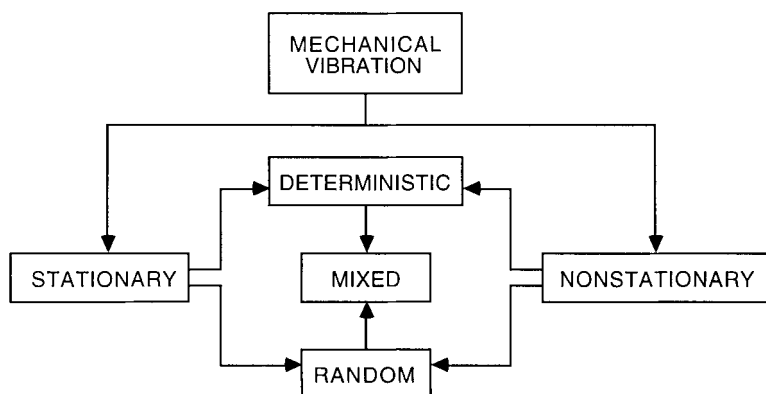 MECHANICAL
VIBRATION
DETERMINISTIC
STATIONARY
MIXED
NONSTATIONARY
RANDOM